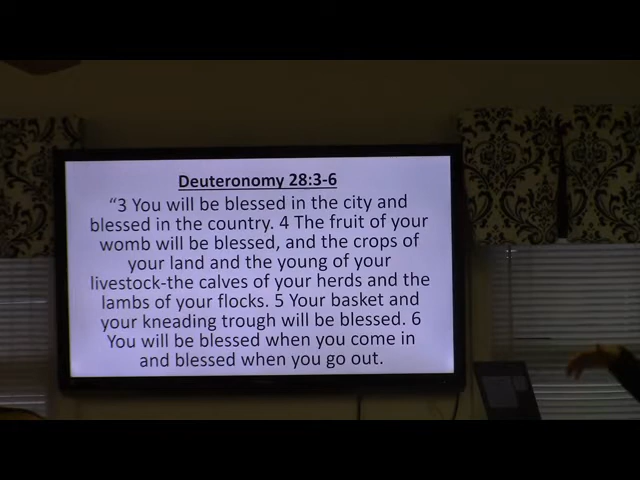 Deuteronomy 28:3-6
“3 You will be blessed in the city and
blessed in the country. 4 The fruit of your
womb will be blessed, and the crops of
your land and the young of your
livestock-the calves of your herds and the
lambs of your flocks. 5 Your basket and
your kneading trough will be blessed. 6
You will be blessed when you come in
and blessed when you go out.